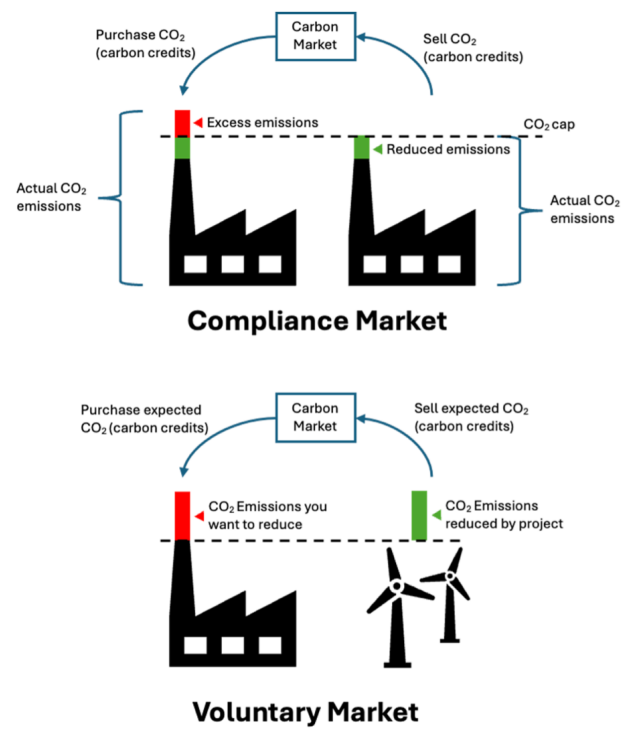 Carbon
Market
Purchase CO₂
(carbon credits)
Sell CO₂
(carbon credits)
Excess emissions
CO₂ cap
Reduced emissions
Actual CO₂
emissions
Actual CO₂
emissions
Compliance Market
Carbon
Market
Purchase expected
CO₂ (carbon credits)
Sell expected CO₂
(carbon credits)
CO₂ Emissions you
want to reduce
CO₂ Emissions
reduced by project
Voluntary Market